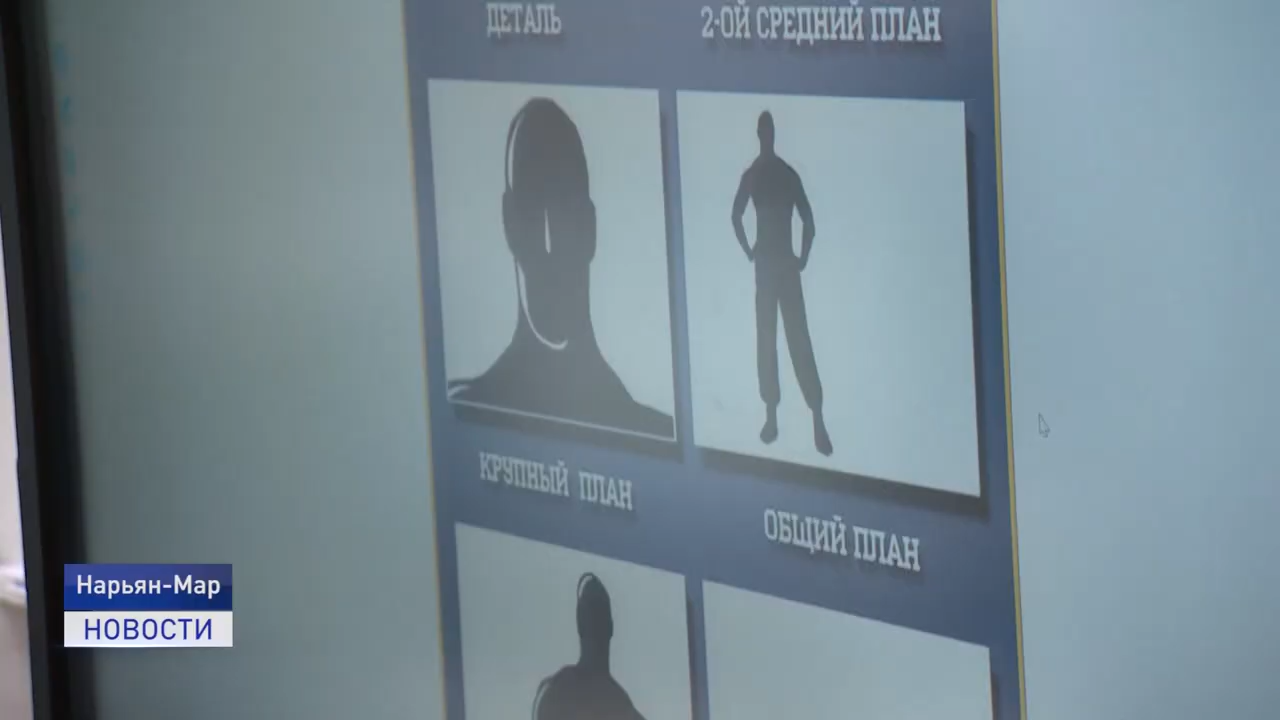 ДЕТАЛЬ
2-ОЙ СРЕДНИЙ ПЛАН
КРУПНЫЙ ПЛАН
ОБЩИЙ ПЛАН
Нарьян-Мар
НОВОСТИ